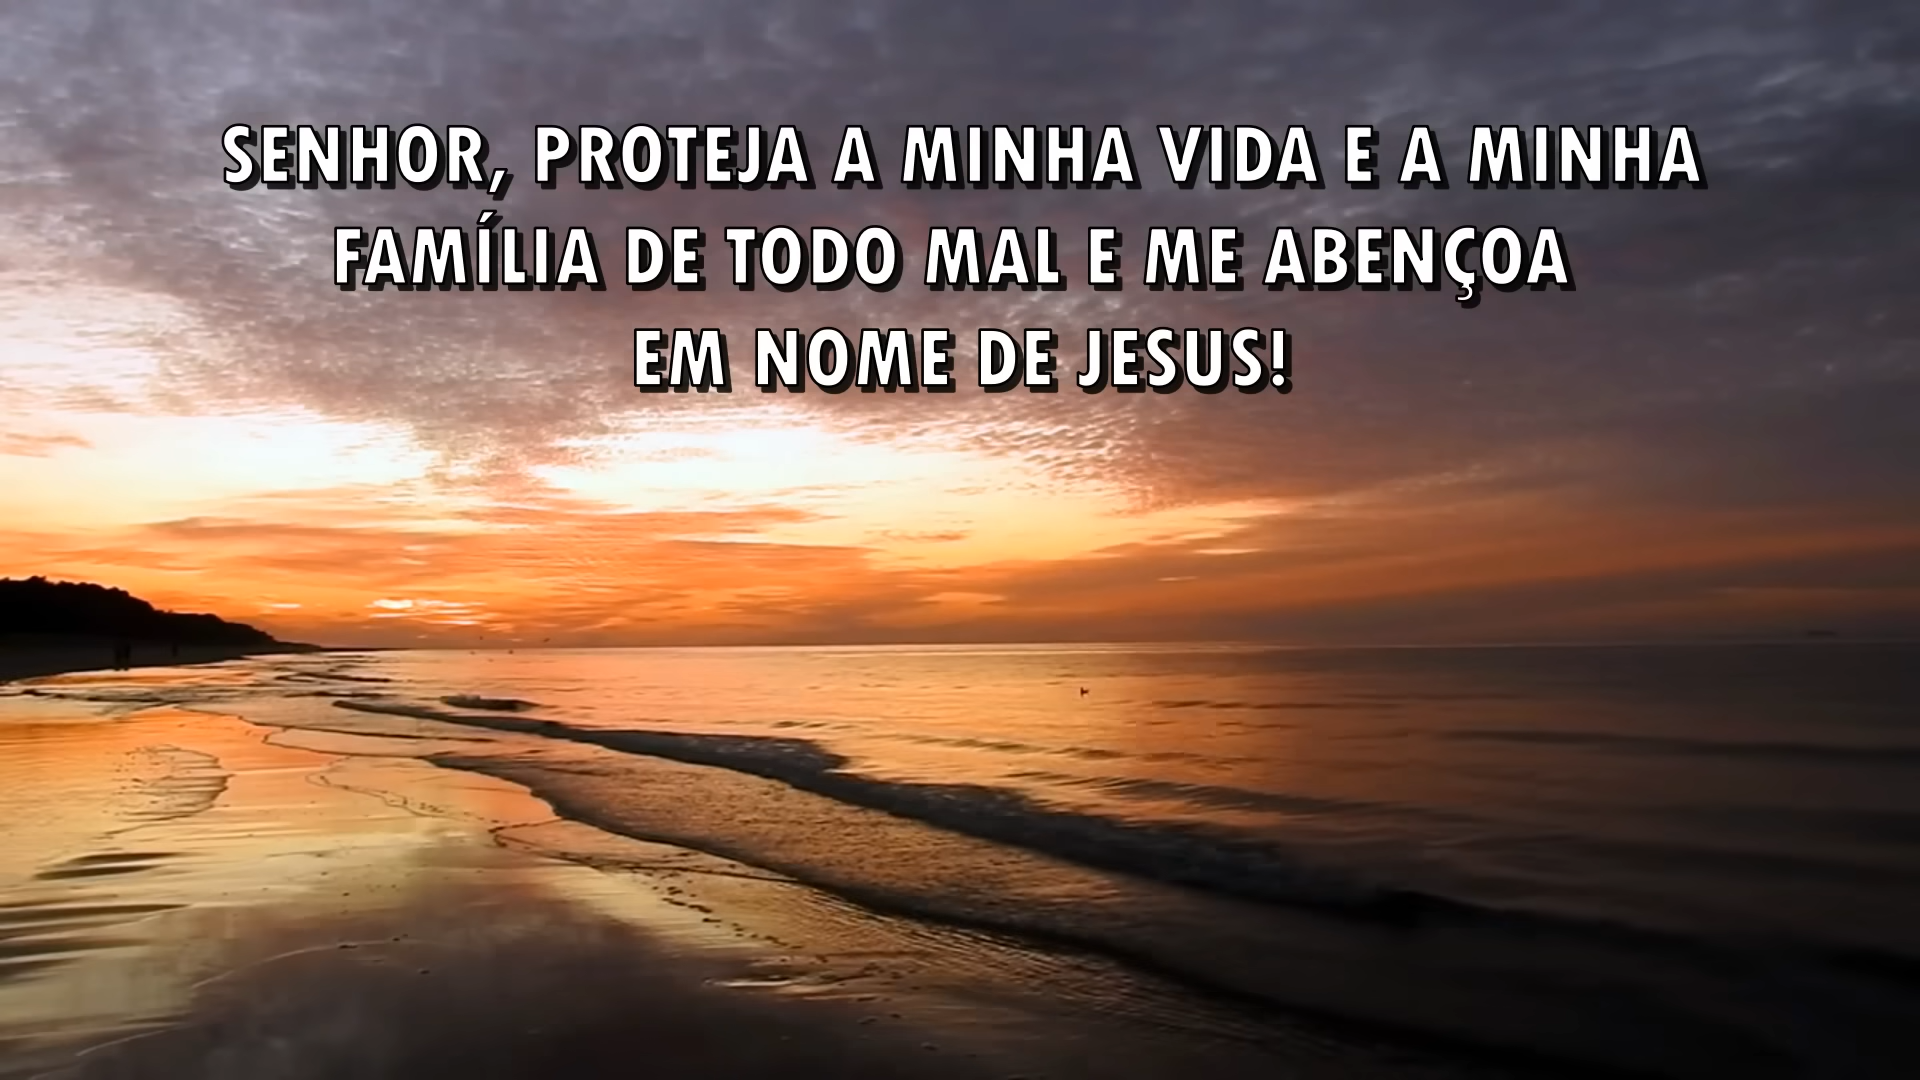 SENHOR, PROTEJA A MINHA VIDA E A MINHA
FAMÍLIA DE TODO MAL E ME ABENÇOA
EM NOME DE JESUS!